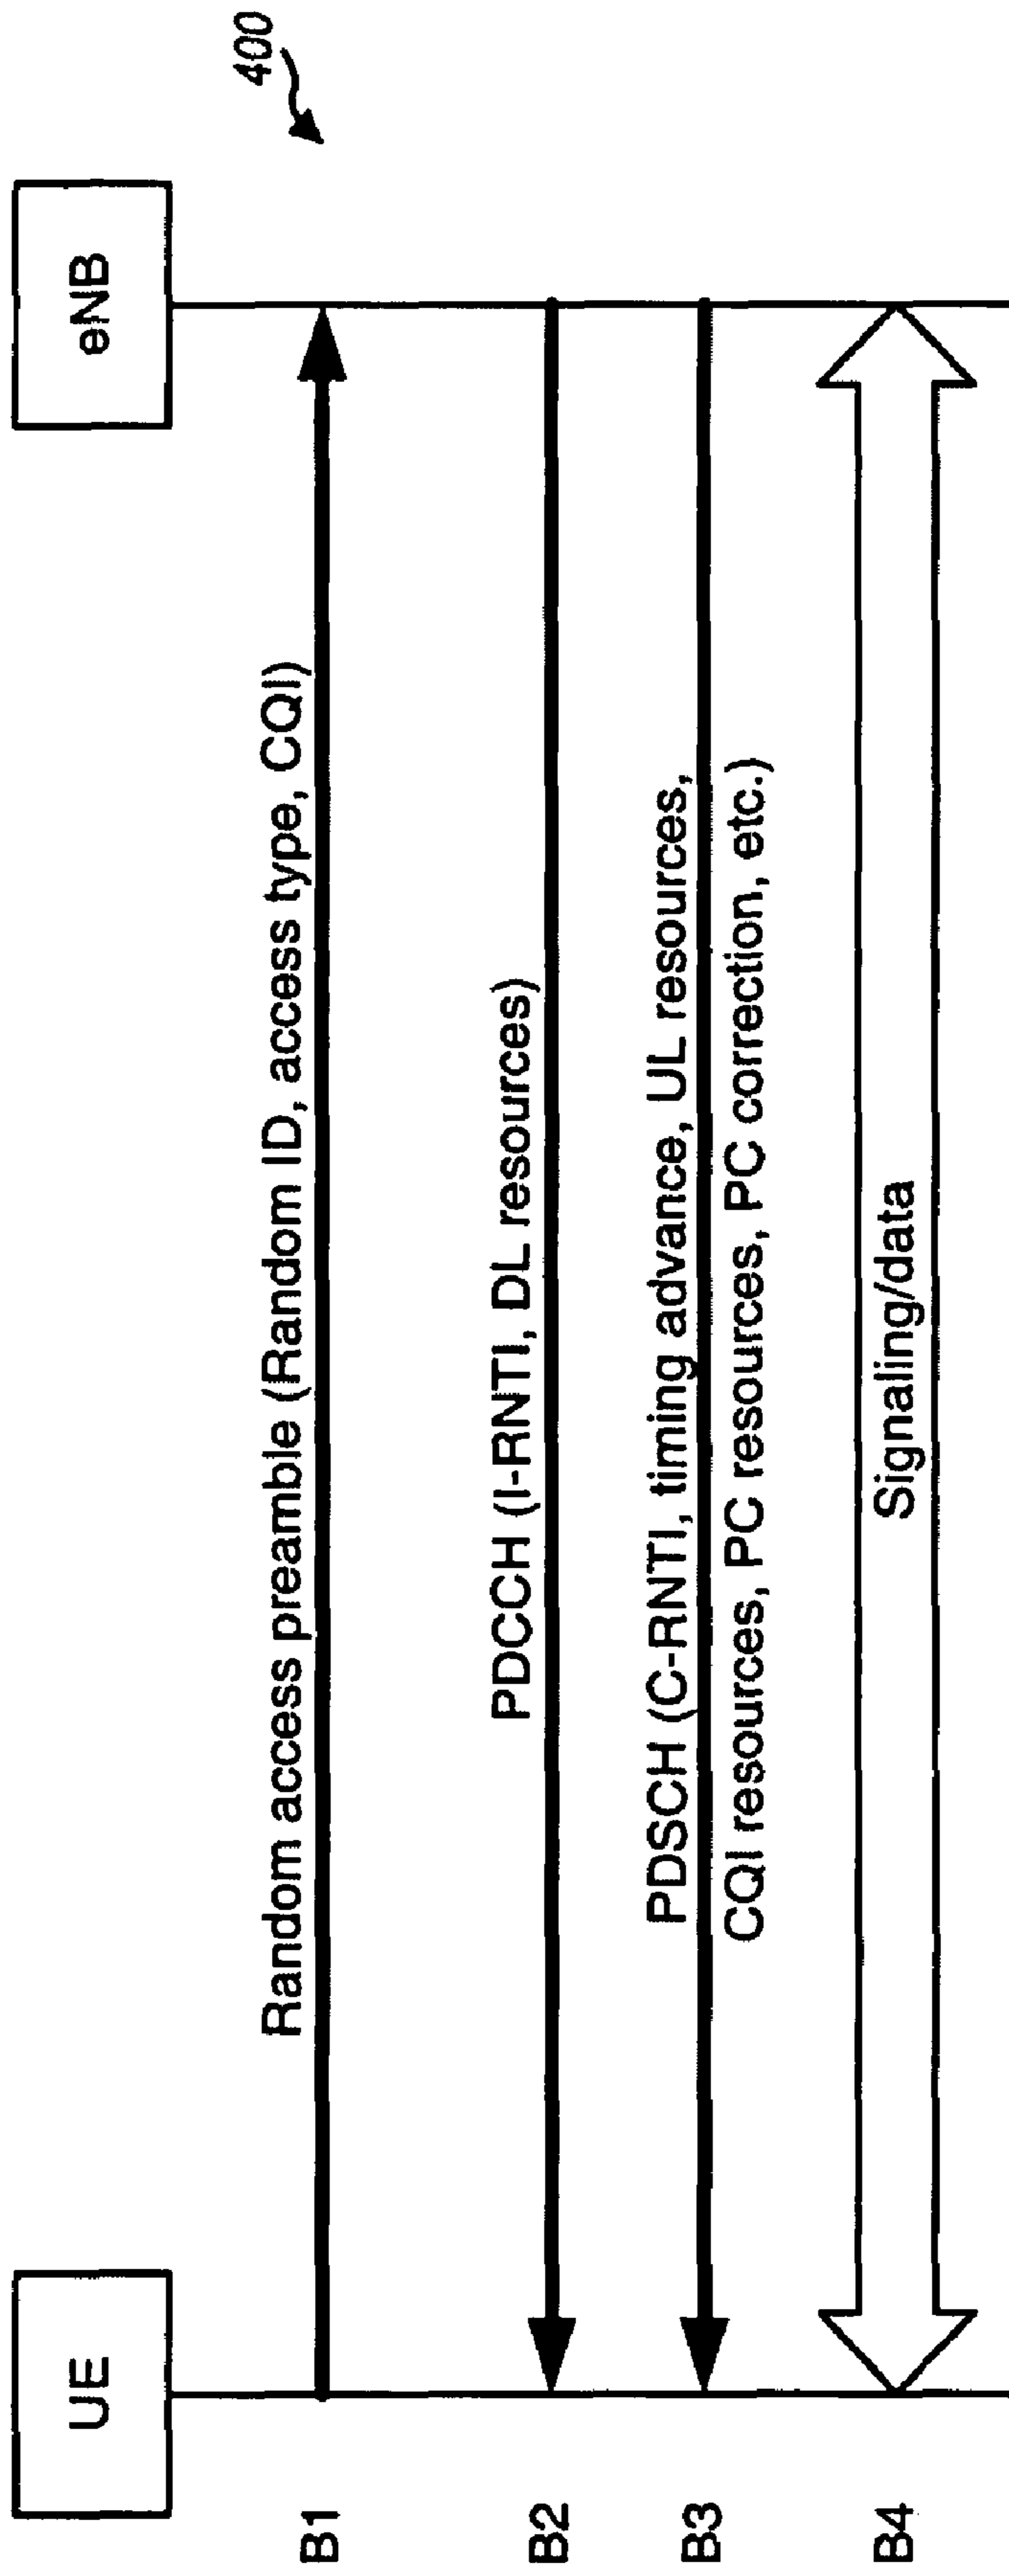 400
UE
eNB
B1
Random access preamble (Random ID, access type, CQI)
B2
PDCCH (I-RNTI, DL resources)
B3
PDSCH (C-RNTI, timing advance, UL resources,
CQI resources, PC resources, PC correction, etc.)
B4
Signaling/data